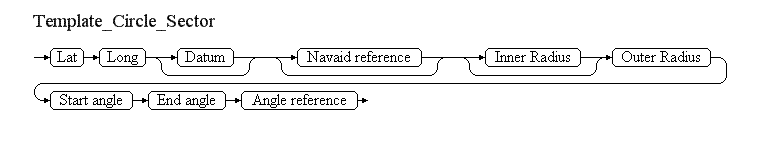 Template_Circle_Sector
Lat Long Datum Navaid reference Inner Radius Outer Radius
Start angle End angle Angle reference